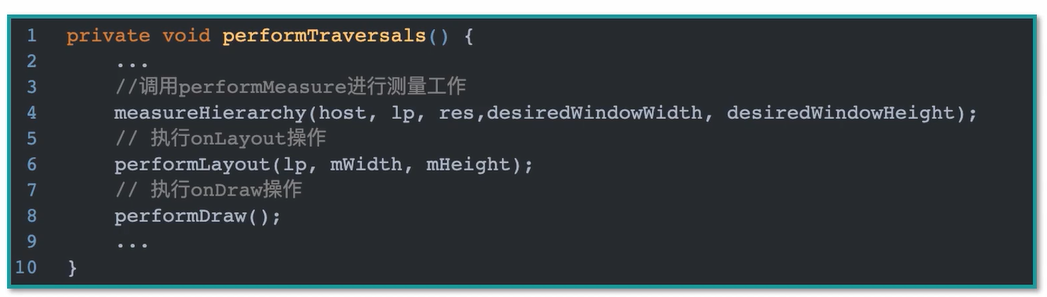 1 private void performTraversals() {
2 ...
3 //调用performMeasure进行测量工作
4 measureHierarchy(host, lp, res,desiredWindowWidth, desiredWindowHeight);
5 // 执行onLayout操作
6 performLayout(lp, mWidth, mHeight);
7 // 执行onDraw操作
8 performDraw();
9 ...
10 }